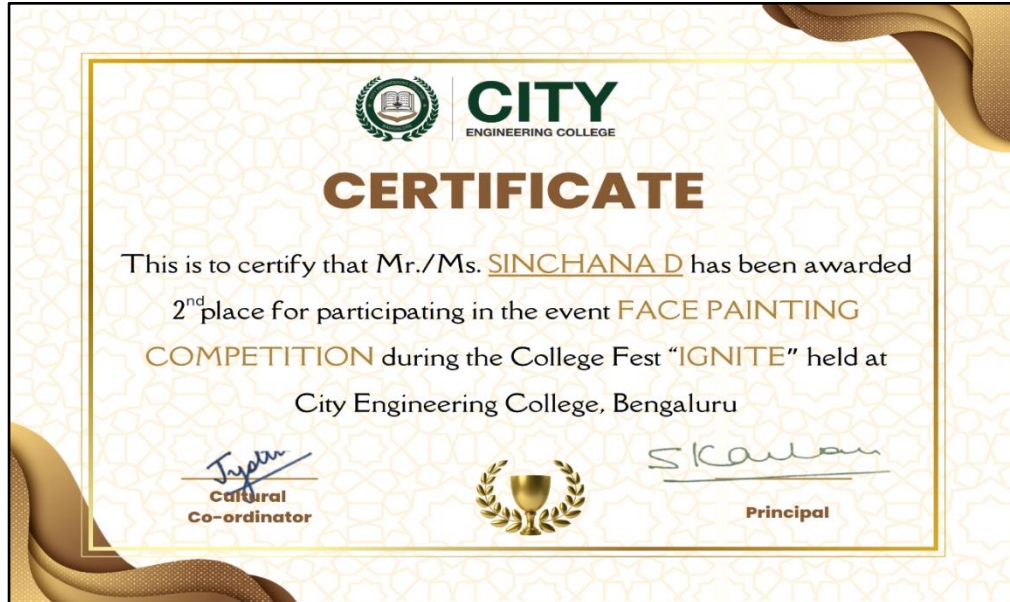 CITY
ENGINEERING COLLEGE
CERTIFICATE
This is to certify that Mr./Ms. SINCHANA D has been awarded
2nd place for participating in the event FACE PAINTING
COMPETITION during the College Fest “IGNITE” held at
City Engineering College, Bengaluru
Cultural
Co-ordinator
Principal